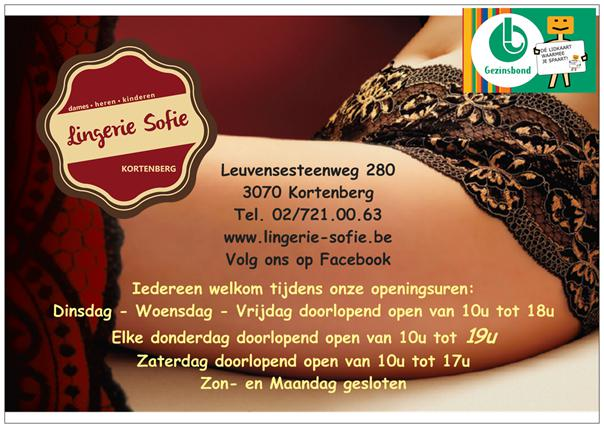 Gezinsbond
DÉ LIDKAART
WAARMEE
JE SPAART!
dames • heren • kinderen
Lingerie Sofie
KORTENBERG
Leuvensesteenweg 280
3070 Kortenberg
Tel. 02/721.00.63
www.lingerie-sofie.be
Volg ons op Facebook
Iedereen welkom tijdens onze openingsuren:
Dinsdag - Woensdag - Vrijdag doorlopend open van 10u tot 18u
Elke donderdag doorlopend open van 10u tot 19u
Zaterdag doorlopend open van 10u tot 17u
Zon- en Maandag gesloten